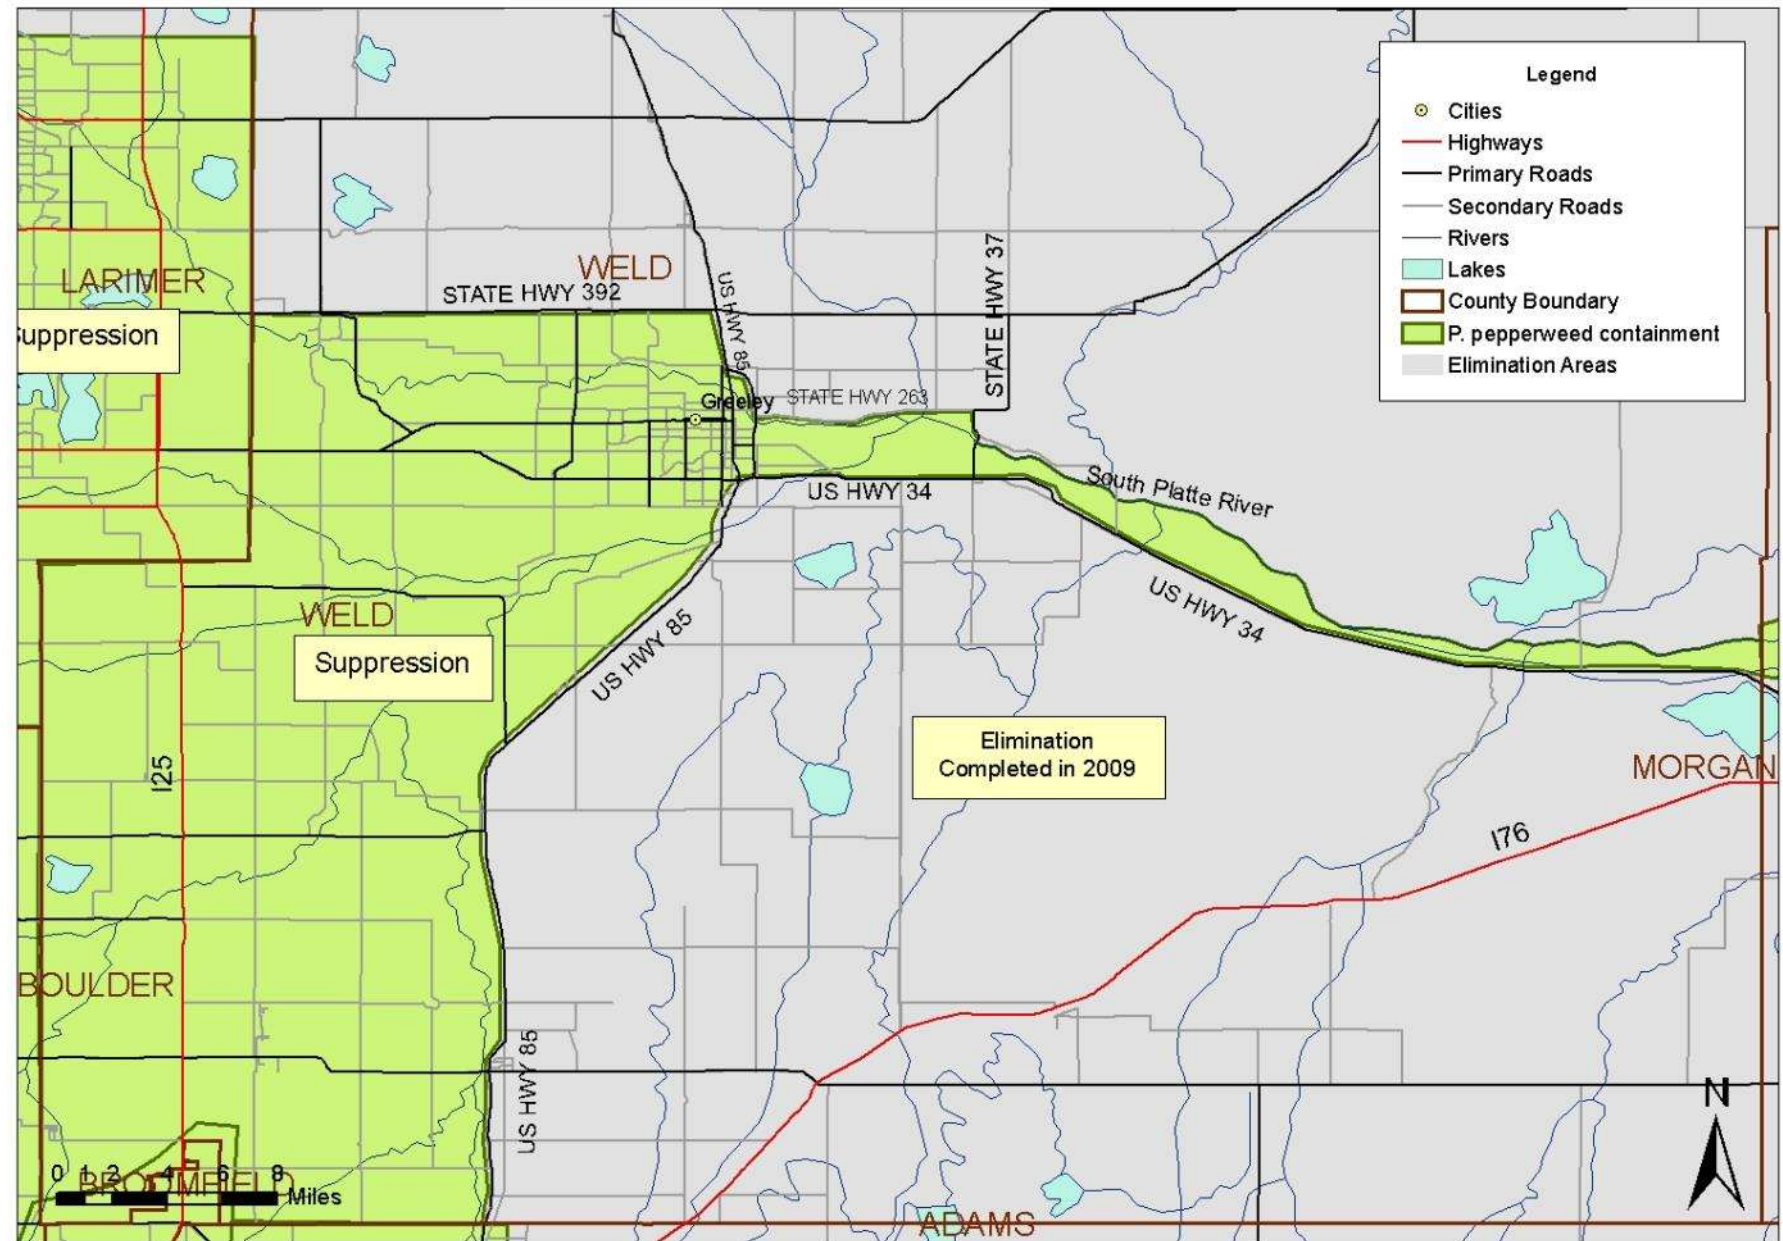 Legend
Cities
Highways
Primary Roads
Secondary Roads
Rivers
Lakes
County Boundary
P. pepperweed containment
Elimination Areas
WELD
STATE HWY 37
LARIMER
STATE HWY 392
US HWY 85
uppression
Greeley
STATE HWY 263
South Platte River
US HWY 34
US HWY 34
WELD
Suppression
US HWY 85
Elimination
Completed in 2009
I25
MORGAN
I76
BOULDER
US HWY 85
N
0 1 2 4 6 8
Miles
BROOMFIELD
ADAMS